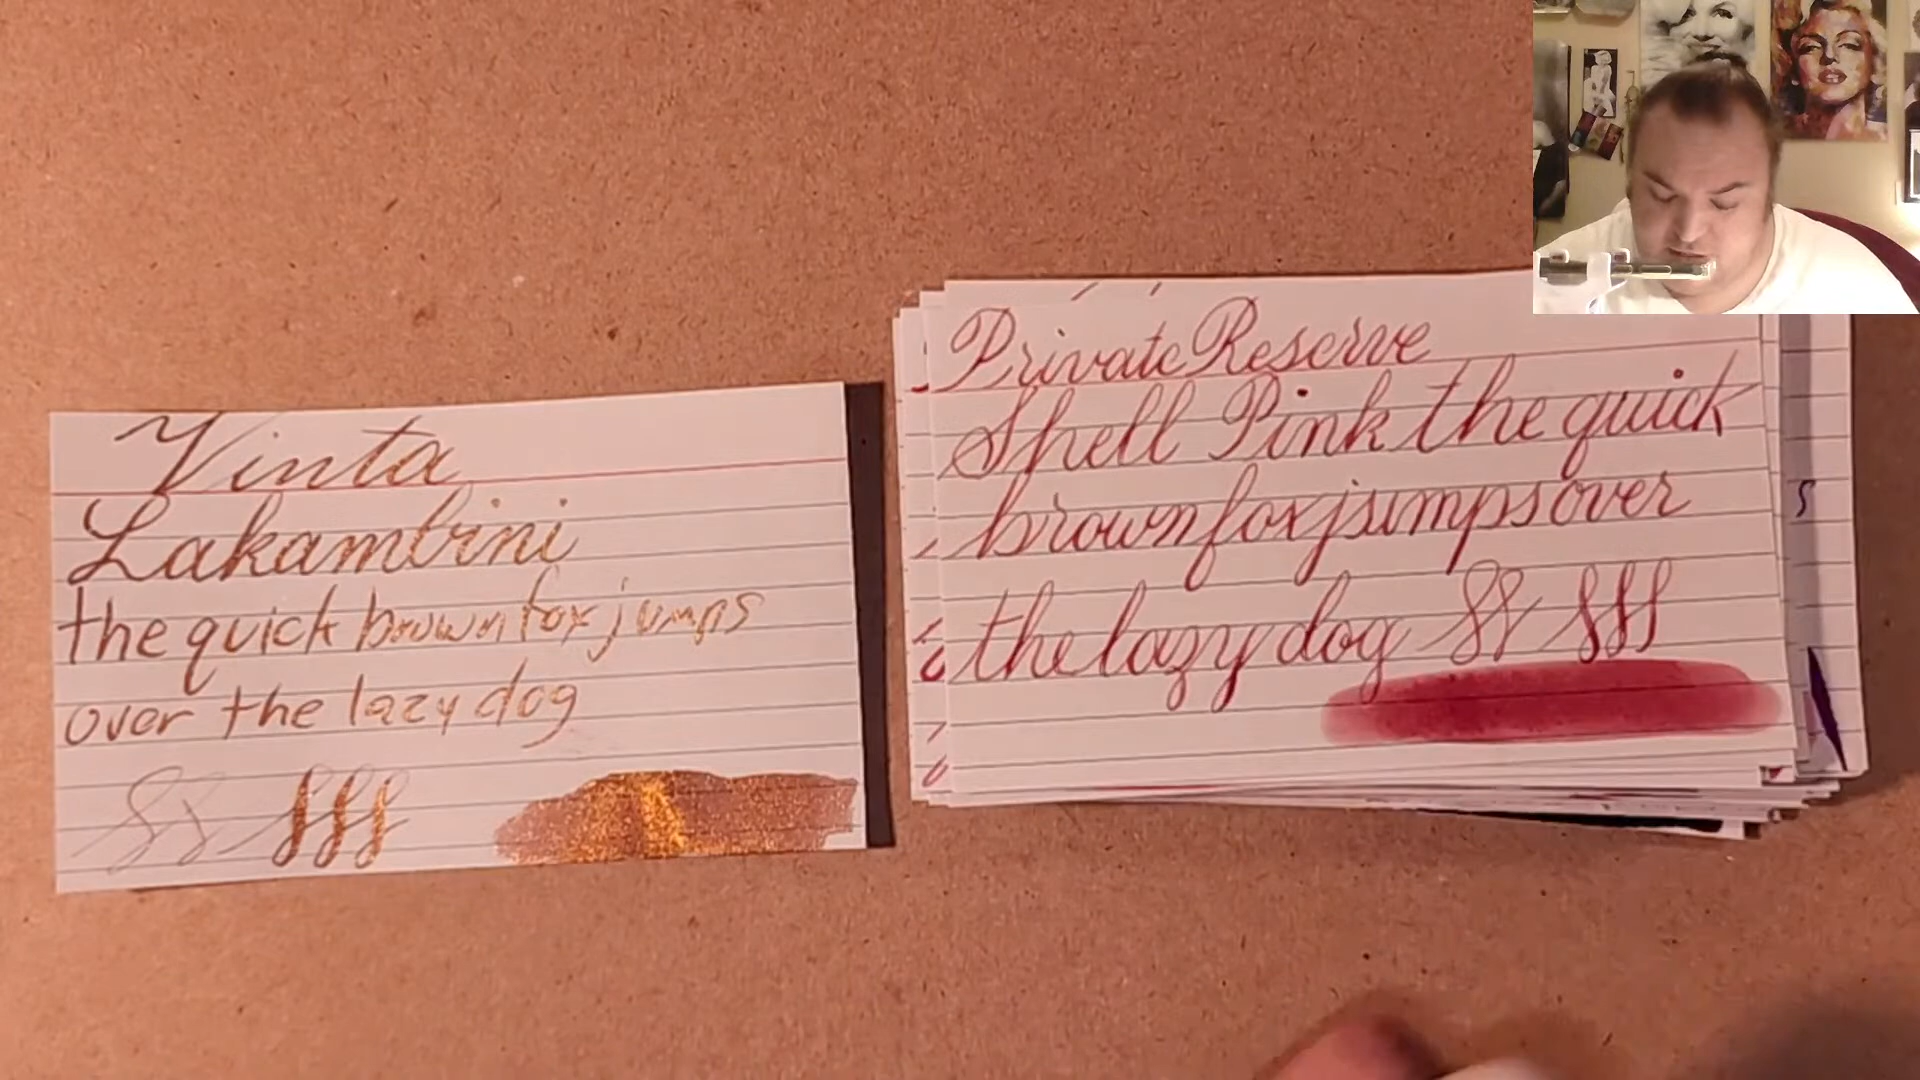 Vinta
Lakambini
the quick brown fox jumps
over the lazy dog
Private Reserve
Shell Pink the quick
brown fox jumps over
the lazy dog